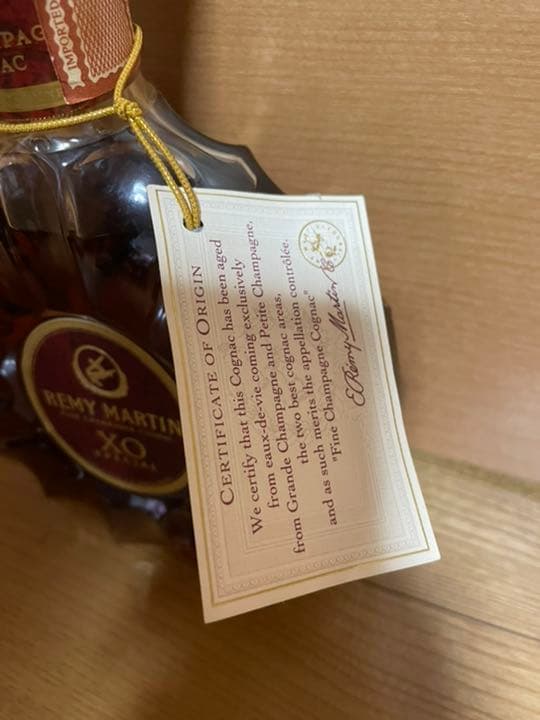 CERTIFICATE OF ORIGIN
We certify that this Cognac has been aged
from eaux-de-vie coming exclusively
from Grande Champagne and Petite Champagne,
the two best cognac areas,
and as such merits the appellation contrôlée.
"Fine Champagne Cognac"
E. Remy Martin & Co
IMPORTED
REMY MARTIN
XO
SPECIAL